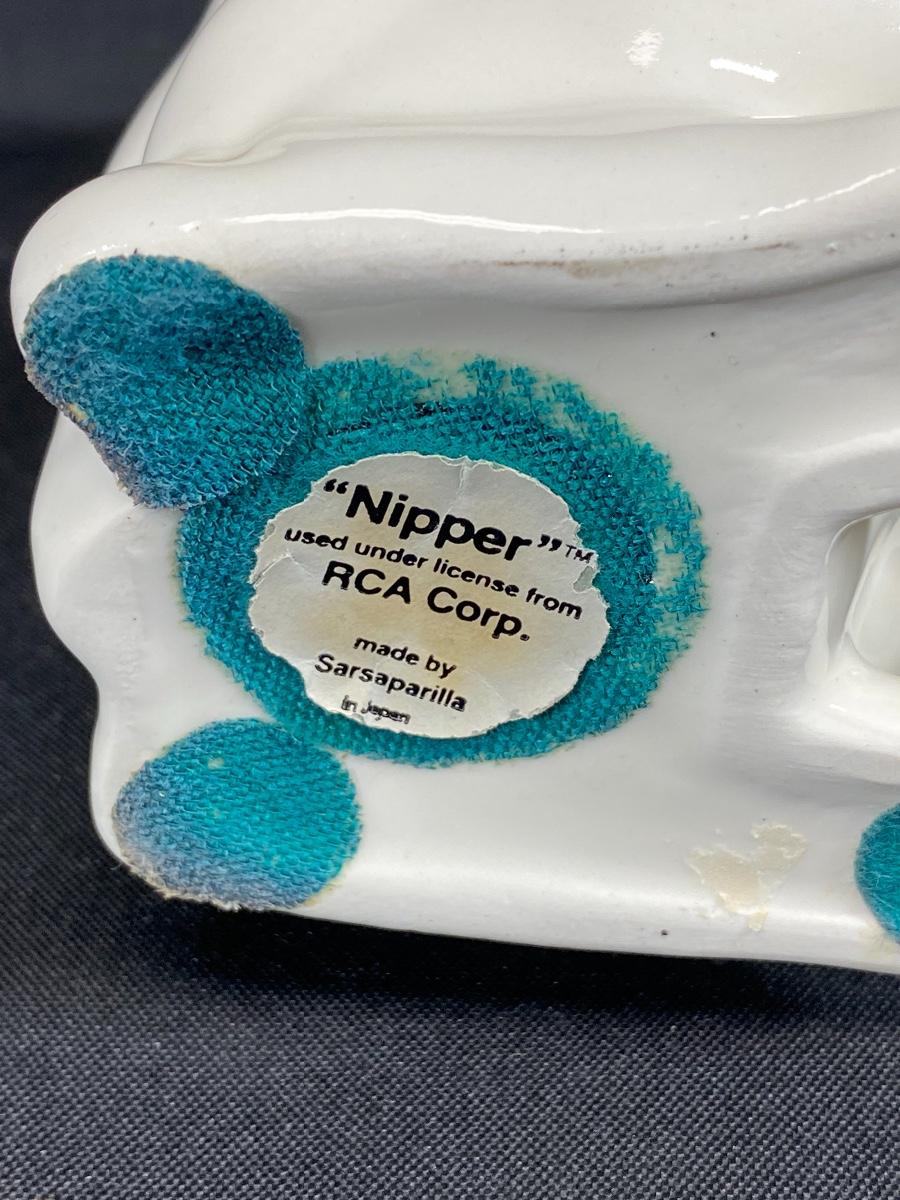 “Nipper”™
used under license from
RCA Corp.
made by
Sarsaparilla
in Japan